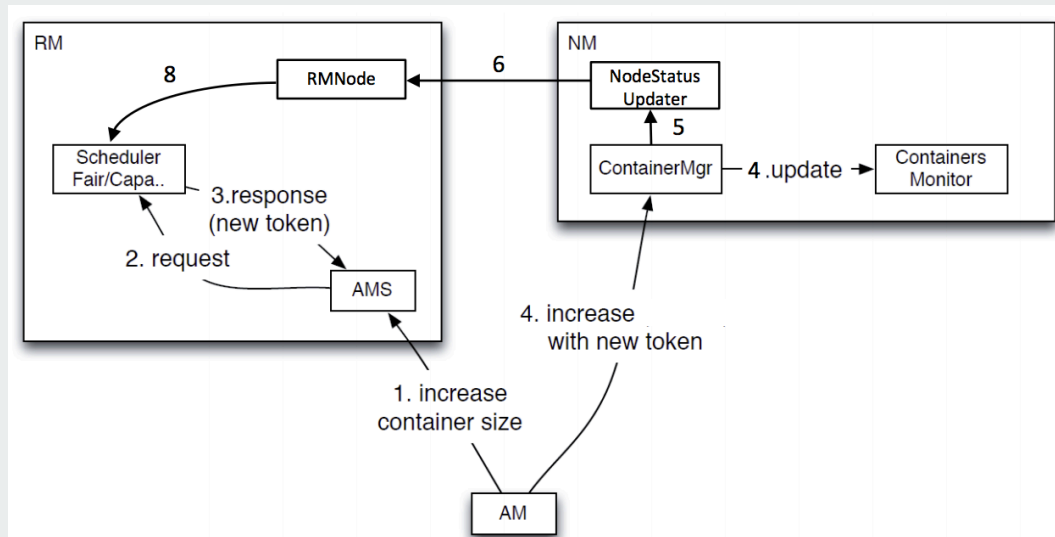 RM
8
RMNode
Scheduler
Fair/Capa..
3.response
(new token)
2. request
AMS
6
NM
NodeStatus
Updater
5
ContainerMgr
4 .update
Containers
Monitor
4. increase
with new token
1. increase
container size
AM